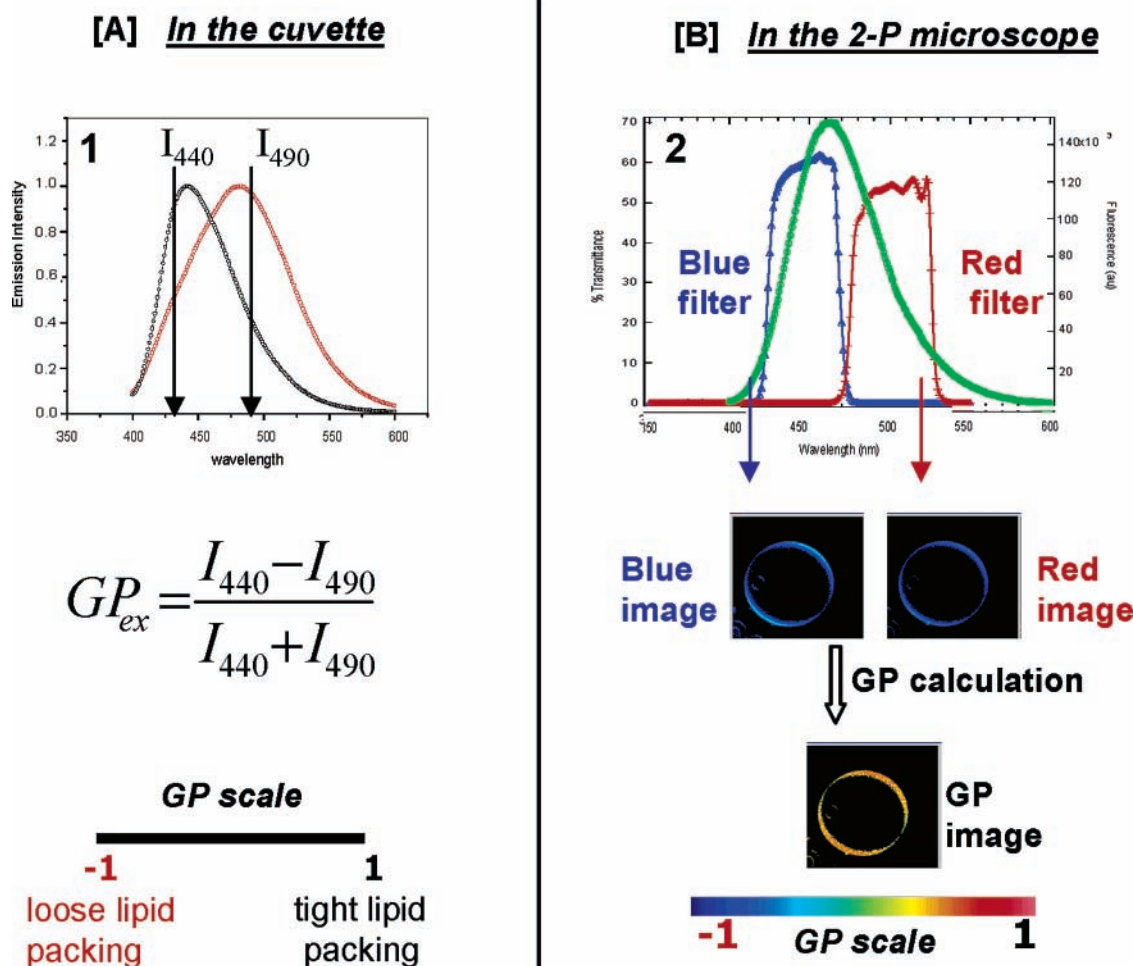 [A] In the cuvette
1
I440
I490
1.2
1.0
0.8
0.6
0.4
0.2
0.0
Emission Intensity
350 400 450 500 550 600
wavelength
GPex = I440 − I490
I440 + I490
GP scale
-1
1
loose lipid
packing
tight lipid
packing
[B] In the 2-P microscope
2
70
60
50
40
30
20
10
0
% Transmittance
140x10 3
120
100
80
60
40
20
Fluorescence (au)
Blue
filter
Red
filter
400 450 500 550 600
Wavelength (nm)
Blue
image
Red
image
GP calculation
GP
image
-1
GP scale
1